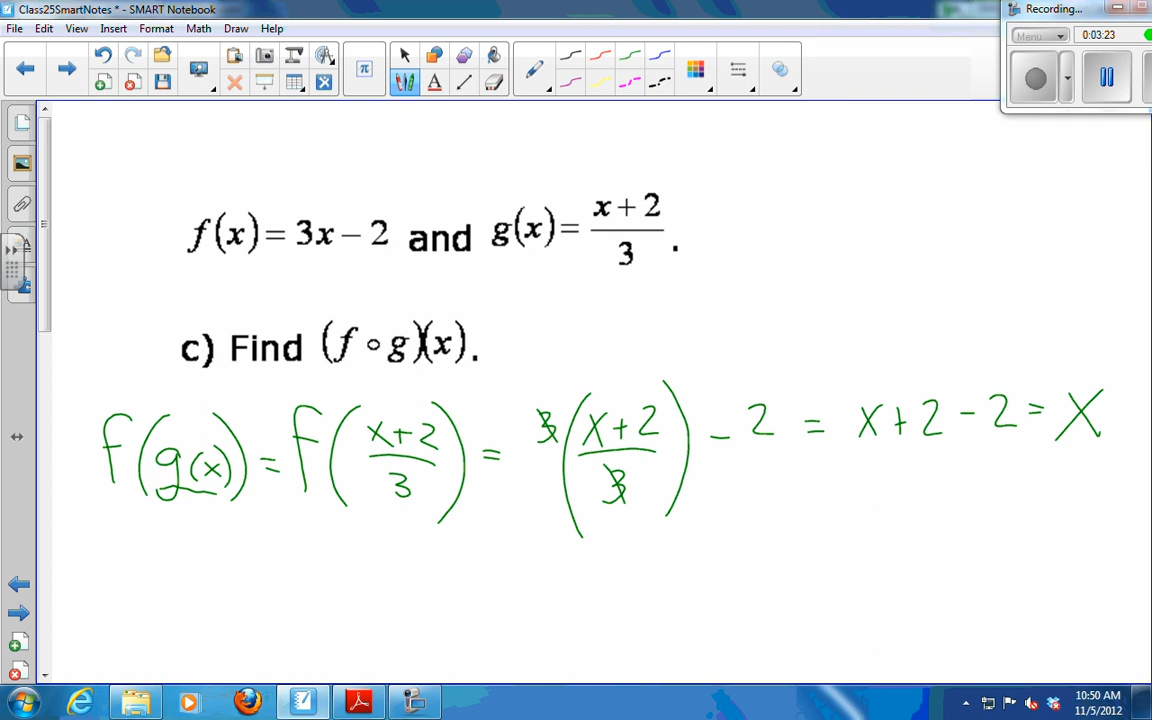 Class25SmartNotes * - SMART Notebook
Recording...
File Edit View Insert Format Math Draw Help
Menu
0:03:23
π
A
f(x) = 3x − 2 and g(x) = (x + 2)/3 .
c) Find (f ∘ g)(x).
f(g(x)) = f((x+2)/3) = 3((x+2)/3) − 2 = x+2−2 = x
10:50 AM
11/5/2012